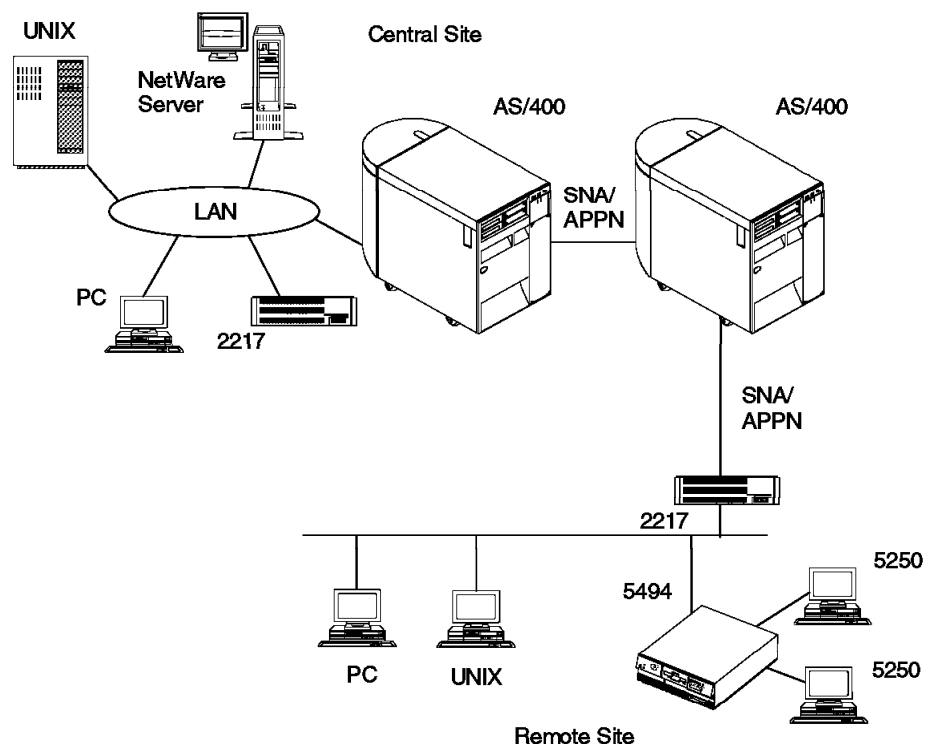 UNIX
Central Site
NetWare
Server
AS/400
AS/400
LAN
SNA/
APPN
PC
2217
SNA/
APPN
2217
5494
5250
5250
PC
UNIX
Remote Site